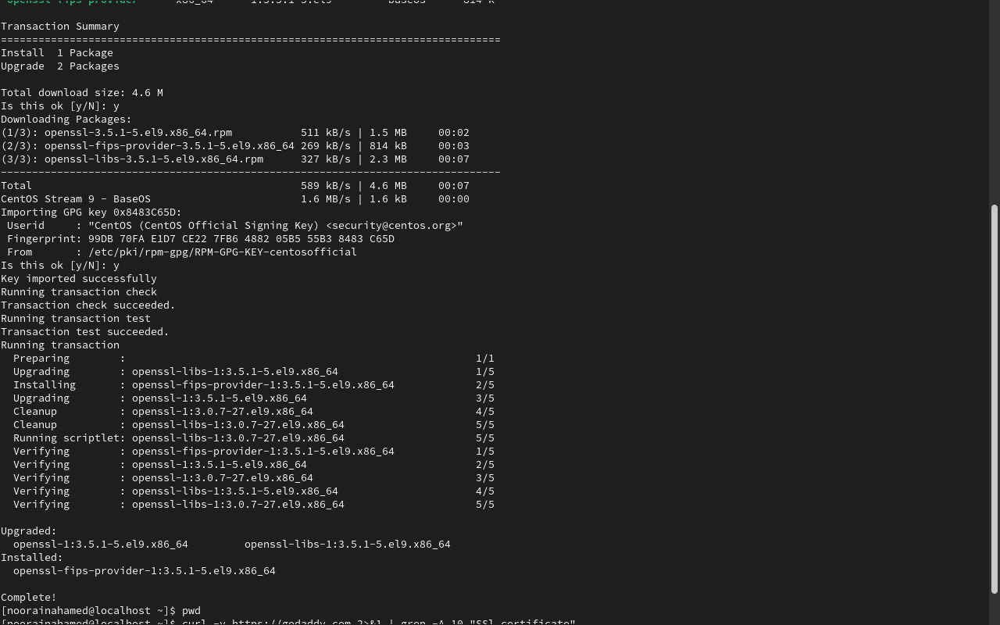 openssl-fips-provider x86_64 1:3.5.1-5.el9 baseos 814 k
Transaction Summary
================================================================================
Install  1 Package
Upgrade  2 Packages
Total download size: 4.6 M
Is this ok [y/N]: y
Downloading Packages:
(1/3): openssl-3.5.1-5.el9.x86_64.rpm           511 kB/s | 1.5 MB     00:02
(2/3): openssl-fips-provider-3.5.1-5.el9.x86_64 269 kB/s | 814 kB     00:03
(3/3): openssl-libs-3.5.1-5.el9.x86_64.rpm      327 kB/s | 2.3 MB     00:07
--------------------------------------------------------------------------------
Total                                           589 kB/s | 4.6 MB     00:07
CentOS Stream 9 - BaseOS                        1.6 MB/s | 1.6 kB     00:00
Importing GPG key 0x8483C65D:
 Userid     : "CentOS (CentOS Official Signing Key) <security@centos.org>"
 Fingerprint: 99DB 70FA E1D7 CE22 7FB6 4882 05B5 55B3 8483 C65D
 From       : /etc/pki/rpm-gpg/RPM-GPG-KEY-centosofficial
Is this ok [y/N]: y
Key imported successfully
Running transaction check
Transaction check succeeded.
Running transaction test
Transaction test succeeded.
Running transaction
  Preparing        :                                                        1/1
  Upgrading        : openssl-libs-1:3.5.1-5.el9.x86_64                      1/5
  Installing       : openssl-fips-provider-1:3.5.1-5.el9.x86_64             2/5
  Upgrading        : openssl-1:3.5.1-5.el9.x86_64                           3/5
  Cleanup          : openssl-1:3.0.7-27.el9.x86_64                          4/5
  Cleanup          : openssl-libs-1:3.0.7-27.el9.x86_64                     5/5
  Running scriptlet: openssl-libs-1:3.0.7-27.el9.x86_64                     5/5
  Verifying        : openssl-fips-provider-1:3.5.1-5.el9.x86_64             1/5
  Verifying        : openssl-1:3.5.1-5.el9.x86_64                           2/5
  Verifying        : openssl-1:3.0.7-27.el9.x86_64                          3/5
  Verifying        : openssl-libs-1:3.5.1-5.el9.x86_64                      4/5
  Verifying        : openssl-libs-1:3.0.7-27.el9.x86_64                     5/5
Upgraded:
  openssl-1:3.5.1-5.el9.x86_64         openssl-libs-1:3.5.1-5.el9.x86_64
Installed:
  openssl-fips-provider-1:3.5.1-5.el9.x86_64
Complete!
[noorainahamed@localhost ~]$ pwd
[noorainahamed@localhost ~]$ curl -v https://godaddy.com 2>&1 | grep -A 10 "SSl certificate"